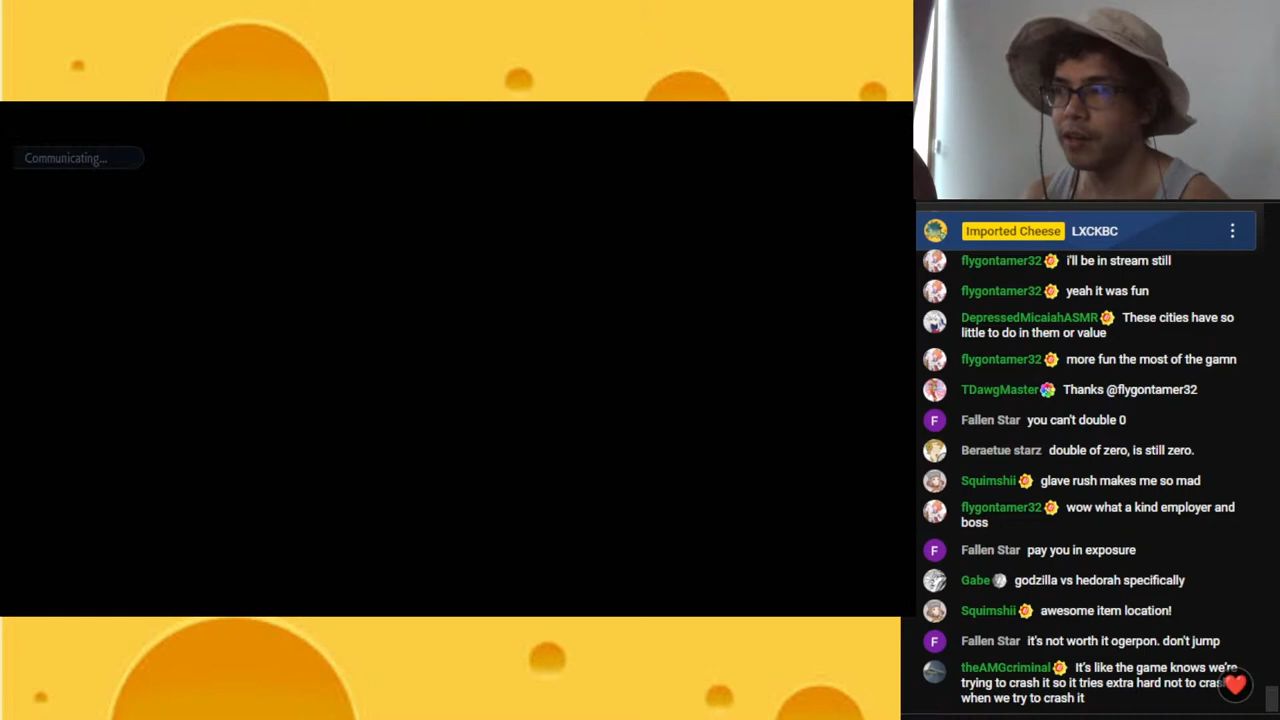 Communicating...
Imported Cheese LXCKBC
flygontamer32 i'll be in stream still
flygontamer32 yeah it was fun
DepressedMicaiahASMR These cities have so
little to do in them or value
flygontamer32 more fun the most of the gamn
TDawgMaster Thanks @flygontamer32
F Fallen Star you can't double 0
Beraetue starz double of zero, is still zero.
Squimshii glave rush makes me so mad
flygontamer32 wow what a kind employer and
boss
F Fallen Star pay you in exposure
Gabe godzilla vs hedorah specifically
Squimshii awesome item location!
F Fallen Star it's not worth it ogerpon. don't jump
theAMGcriminal It's like the game knows we're
trying to crash it so it tries extra hard not to crash
when we try to crash it